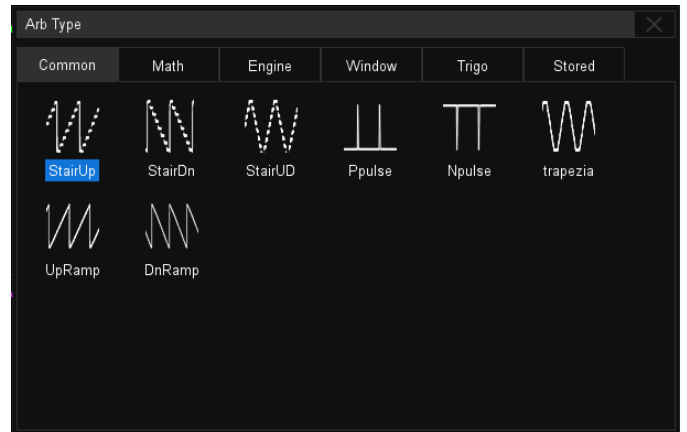 Arb Type
Common Math Engine Window Trigo Stored
StairUp StairDn StairUD Ppulse Npulse trapezia
UpRamp DnRamp